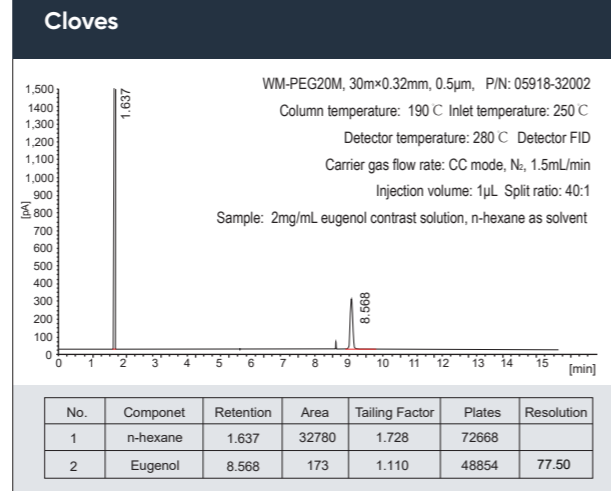 Cloves
WM-PEG20M, 30m×0.32mm, 0.5μm, P/N: 05918-32002
Column temperature: 190℃ Inlet temperature: 250℃
Detector temperature: 280℃ Detector FID
Carrier gas flow rate: CC mode, N₂, 1.5mL/min
Injection volume: 1μL Split ratio: 40:1
Sample: 2mg/mL eugenol contrast solution, n-hexane as solvent
[pA]
1,500
1400
1,300
1,200
1,100
1,000
900
800
700
600
500
400
300
200
100
0
1.637
8.568
0 1 2 3 4 5 6 7 8 9 10 11 12 13 14 15
[min]
No. Componet Retention Area Tailing Factor Plates Resolution
1 n-hexane 1.637 32780 1.728 72668
2 Eugenol 8.568 173 1.110 48854 77.50